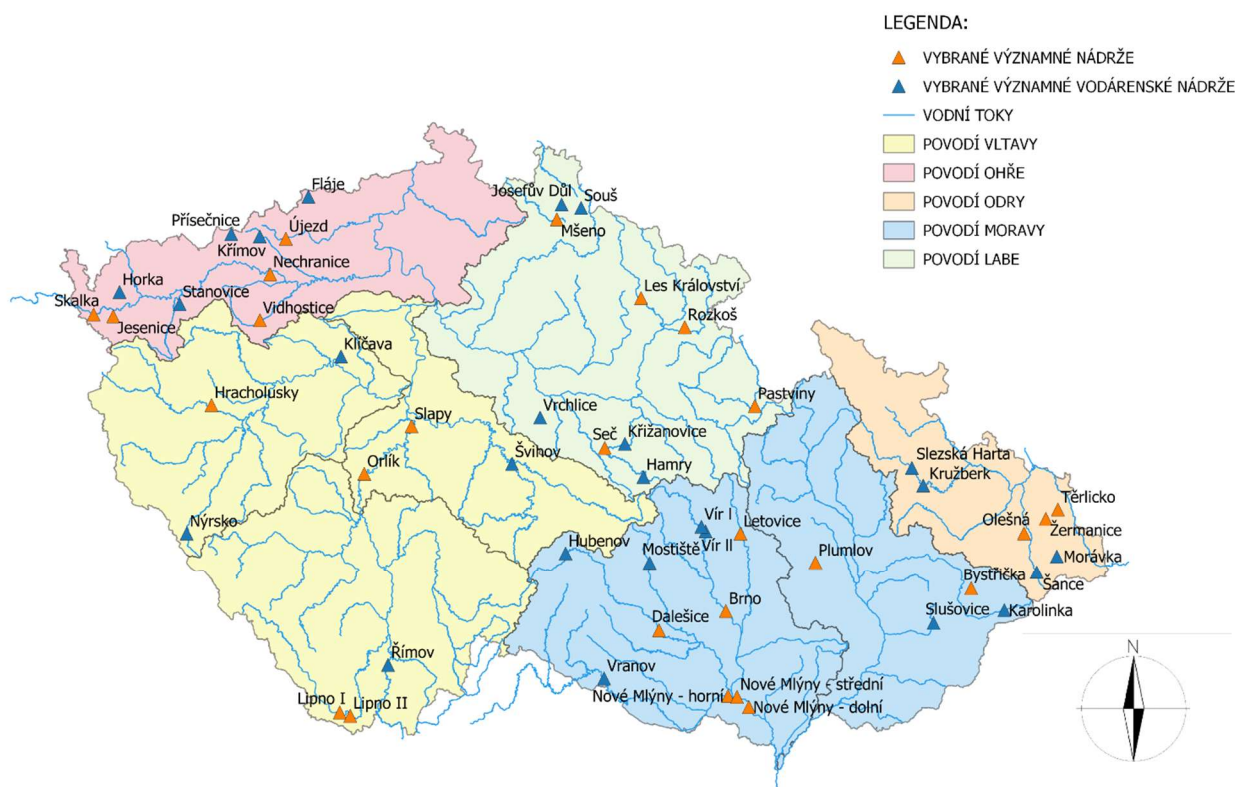 LEGENDA:
VYBRANÉ VÝZNAMNÉ NÁDRŽE
VYBRANÉ VÝZNAMNÉ VODÁRENSKÉ NÁDRŽE
VODNÍ TOKY
POVODÍ VLTAVY
POVODÍ OHŘE
POVODÍ ODRY
POVODÍ MORAVY
POVODÍ LABE
Fláje
Josefův Důl
Souš
Přísečnice
Újezd
Mšeno
Křímov
Nechranice
Horka
Stanovice
Les Království
Skalka
Jesenice
Vidhostice
Rozkoš
Klíčava
Hracholusky
Pastviny
Slapy
Vrchlice
Seč
Křižanovice
Orlík
Švihov
Hamry
Slezská Harta
Kružberk
Těrlicko
Nýrsko
Vír I
Letovice
Olešná
Žermanice
Hubenov
Mostiště
Vír II
Plumlov
Morávka
Bystřička
Šance
Brno
Slušovice
Karolinka
Dalešice
Římov
Vranov
Lipno I
Lipno II
Nové Mlýny - horní
Nové Mlýny - střední
Nové Mlýny - dolní
N